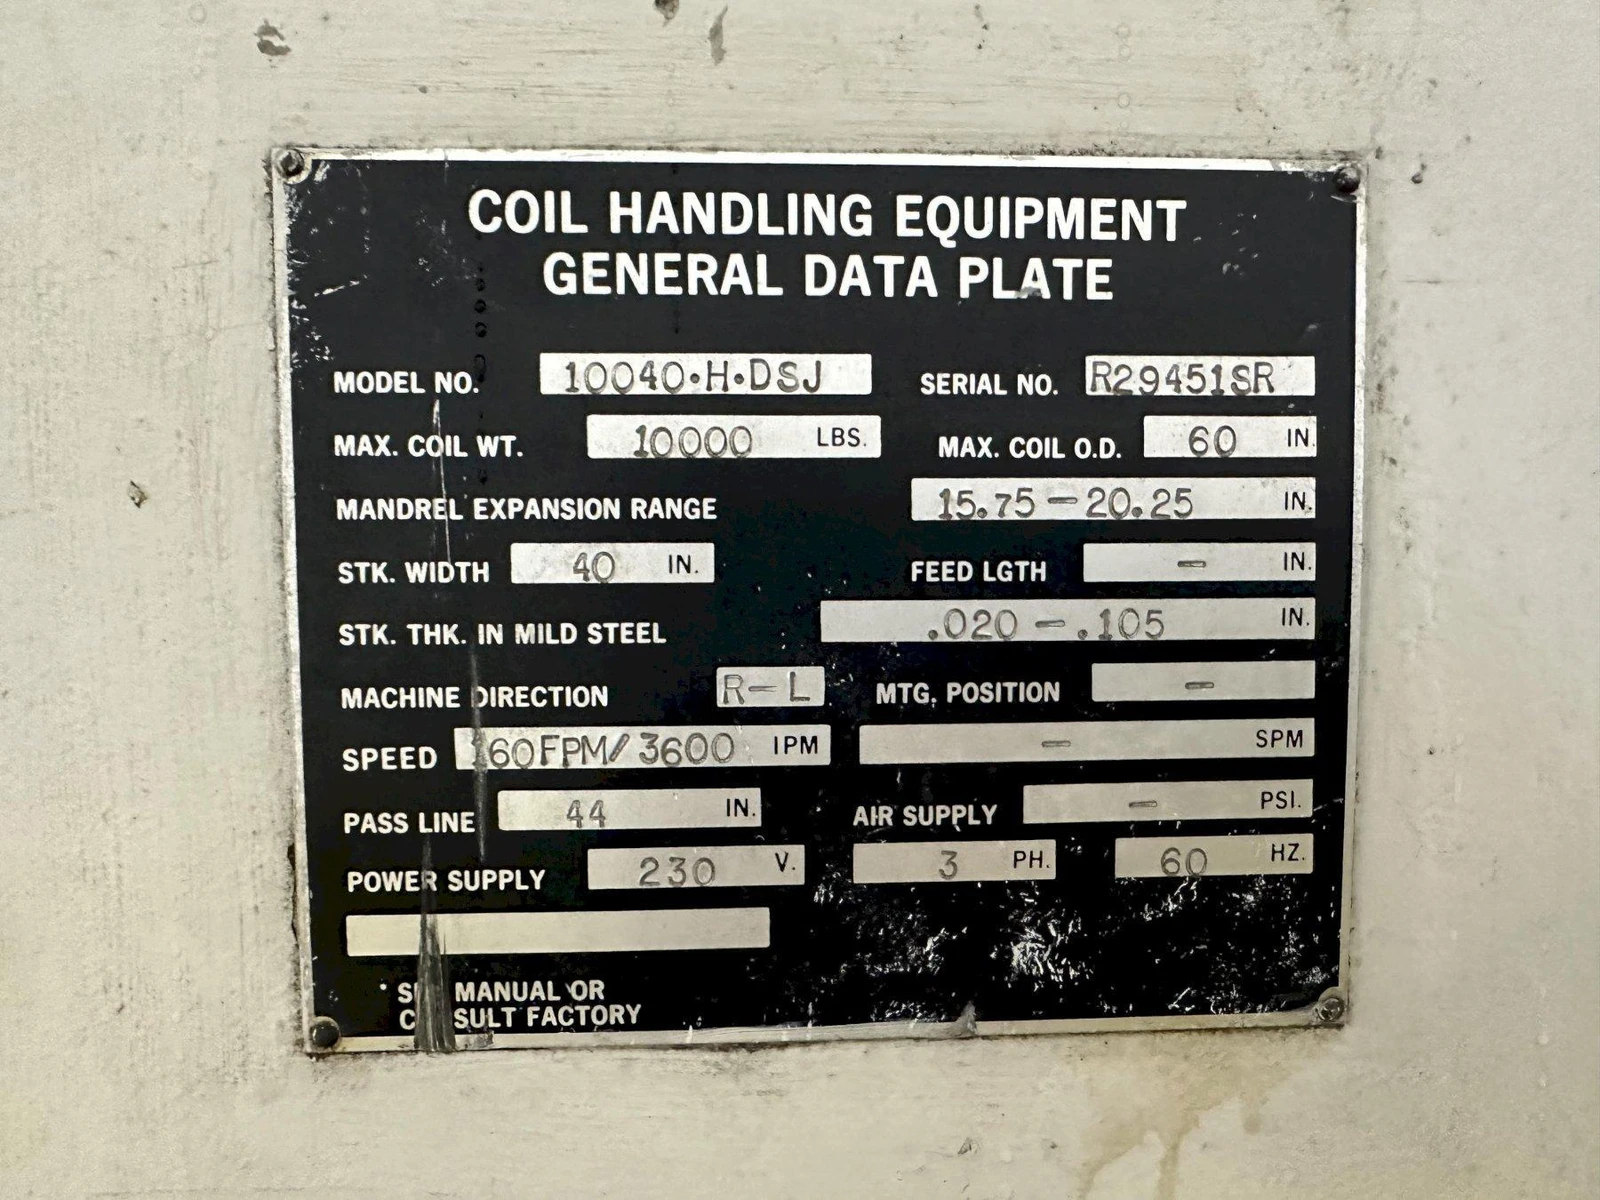 COIL HANDLING EQUIPMENT
GENERAL DATA PLATE
MODEL NO. 10040·H·DSJ SERIAL NO. R29451SR
MAX. COIL WT. 10000 LBS. MAX. COIL O.D. 60 IN.
MANDREL EXPANSION RANGE 15.75-20.25 IN.
STK. WIDTH 40 IN. FEED LGTH - IN.
STK. THK. IN MILD STEEL .020-.105 IN.
MACHINE DIRECTION R-L MTG. POSITION -
SPEED 160FPM/3600 IPM - SPM
PASS LINE 44 IN. AIR SUPPLY - PSI.
POWER SUPPLY 230 V. 3 PH. 60 HZ.
MANUAL OR
FACTORY